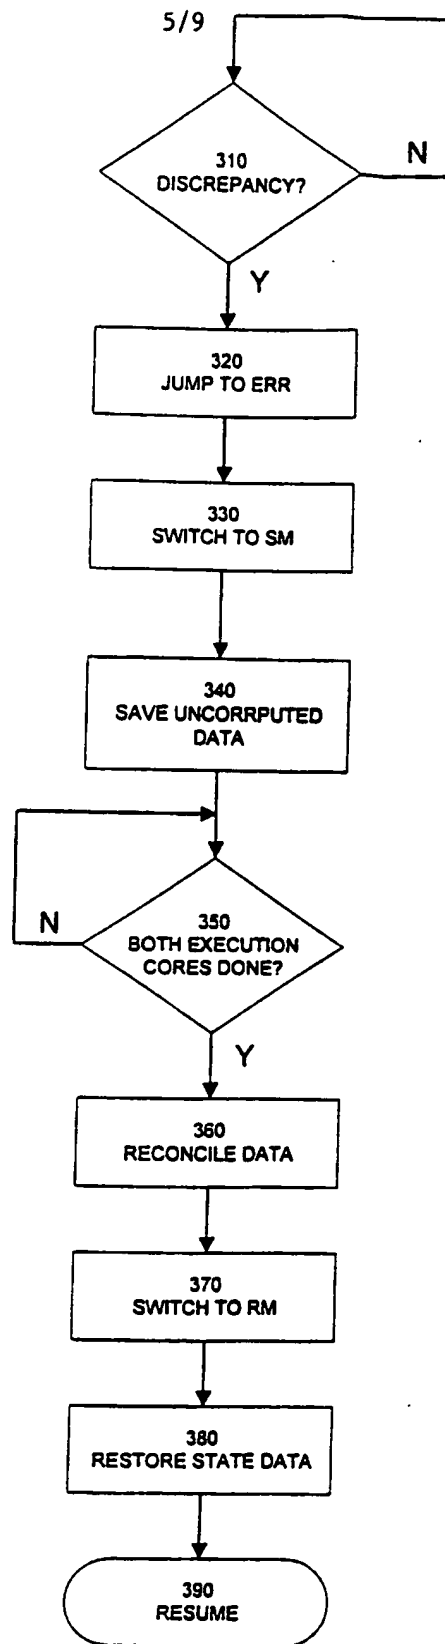 5/9
310
DISCREPANCY?
N
Y
320
JUMP TO ERR
330
SWITCH TO SM
340
SAVE UNCORRPUTED
DATA
350
BOTH EXECUTION
CORES DONE?
N
Y
360
RECONCILE DATA
370
SWITCH TO RM
380
RESTORE STATE DATA
390
RESUME